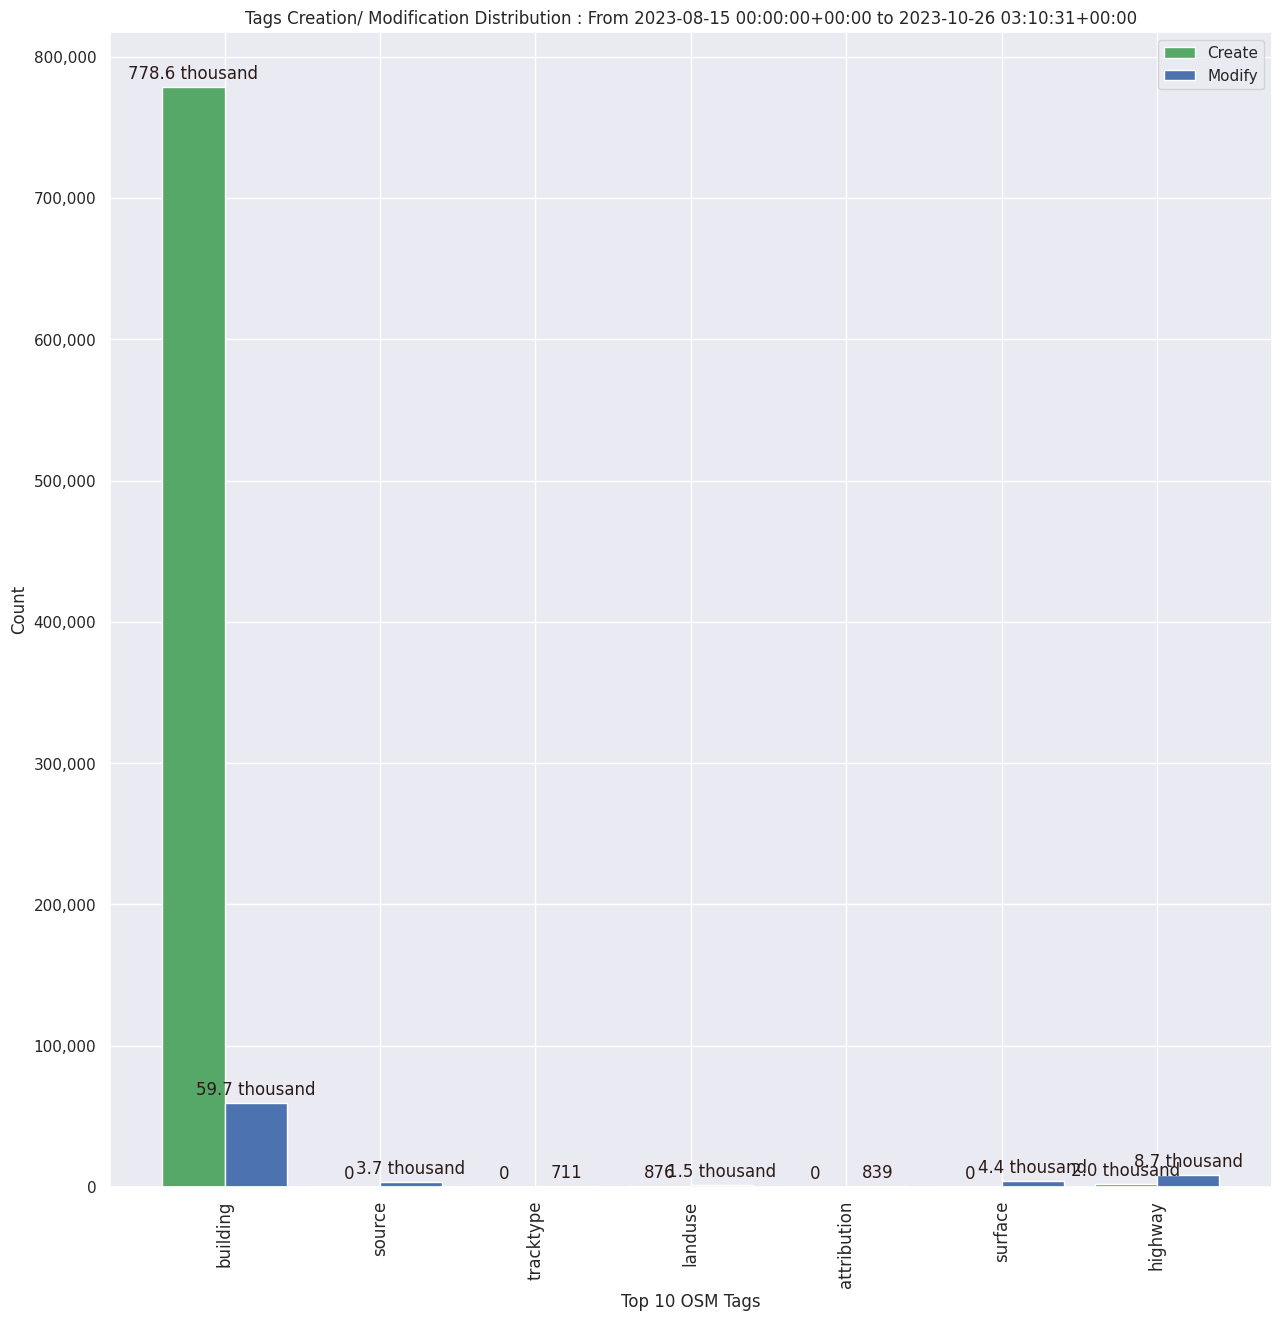 Tags Creation/ Modification Distribution : From 2023-08-15 00:00:00+00:00 to 2023-10-26 03:10:31+00:00
Create
Modify
800,000
700,000
600,000
500,000
400,000
300,000
200,000
100,000
0
Count
778.6 thousand
59.7 thousand
0
3.7 thousand
0
711
876
1.5 thousand
0
839
0
4.4 thousand
2.0 thousand
8.7 thousand
building
source
tracktype
landuse
attribution
surface
highway
Top 10 OSM Tags